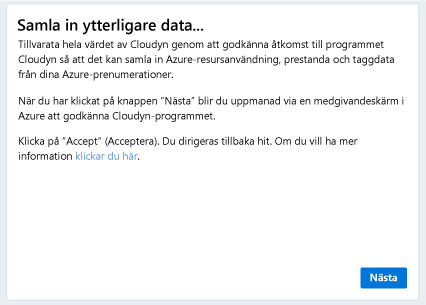 Samla in ytterligare data...
Tillvarata hela värdet av Cloudyn genom att godkänna åtkomst till programmet
Cloudyn så att det kan samla in Azure-resursanvändning, prestanda och taggdata
från dina Azure-prenumerationer.
När du har klickat på knappen ”Nästa” blir du uppmanad via en medgivandeskärm i
Azure att godkänna Cloudyn-programmet.
Klicka på ”Accept” (Acceptera). Du dirigeras tillbaka hit. Om du vill ha mer
information klickar du här.
Nästa